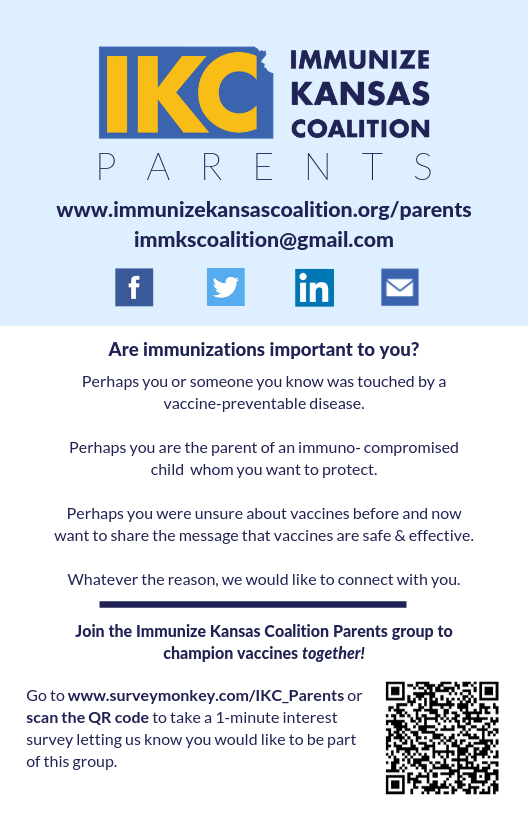 IKC
IMMUNIZE
KANSAS
COALITION
PARENTS
www.immunizekansascoalition.org/parents
immkscoalition@gmail.com
f
in
Are immunizations important to you?
Perhaps you or someone you know was touched by a
vaccine-preventable disease.
Perhaps you are the parent of an immuno- compromised
child whom you want to protect.
Perhaps you were unsure about vaccines before and now
want to share the message that vaccines are safe & effective.
Whatever the reason, we would like to connect with you.
Join the Immunize Kansas Coalition Parents group to
champion vaccines together!
Go to www.surveymonkey.com/IKC_Parents or
scan the QR code to take a 1-minute interest
survey letting us know you would like to be part
of this group.